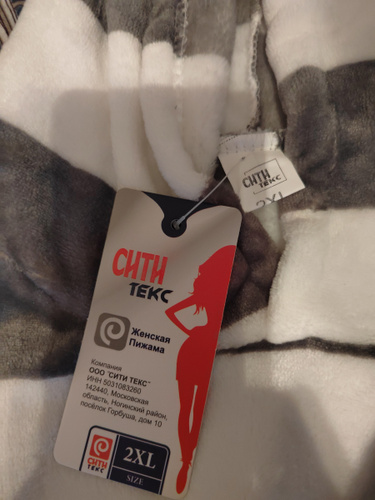 СИТИ
ТЕКС
2XL
СИТИ
ТЕКС
Женская
Пижама
Компания
ООО "СИТИ ТЕКС"
ИНН 5031083260
142440, Московская
область, Ногинский район,
посёлок Горбуша, дом 10
СИТИ
ТЕКС
2XL
SIZE